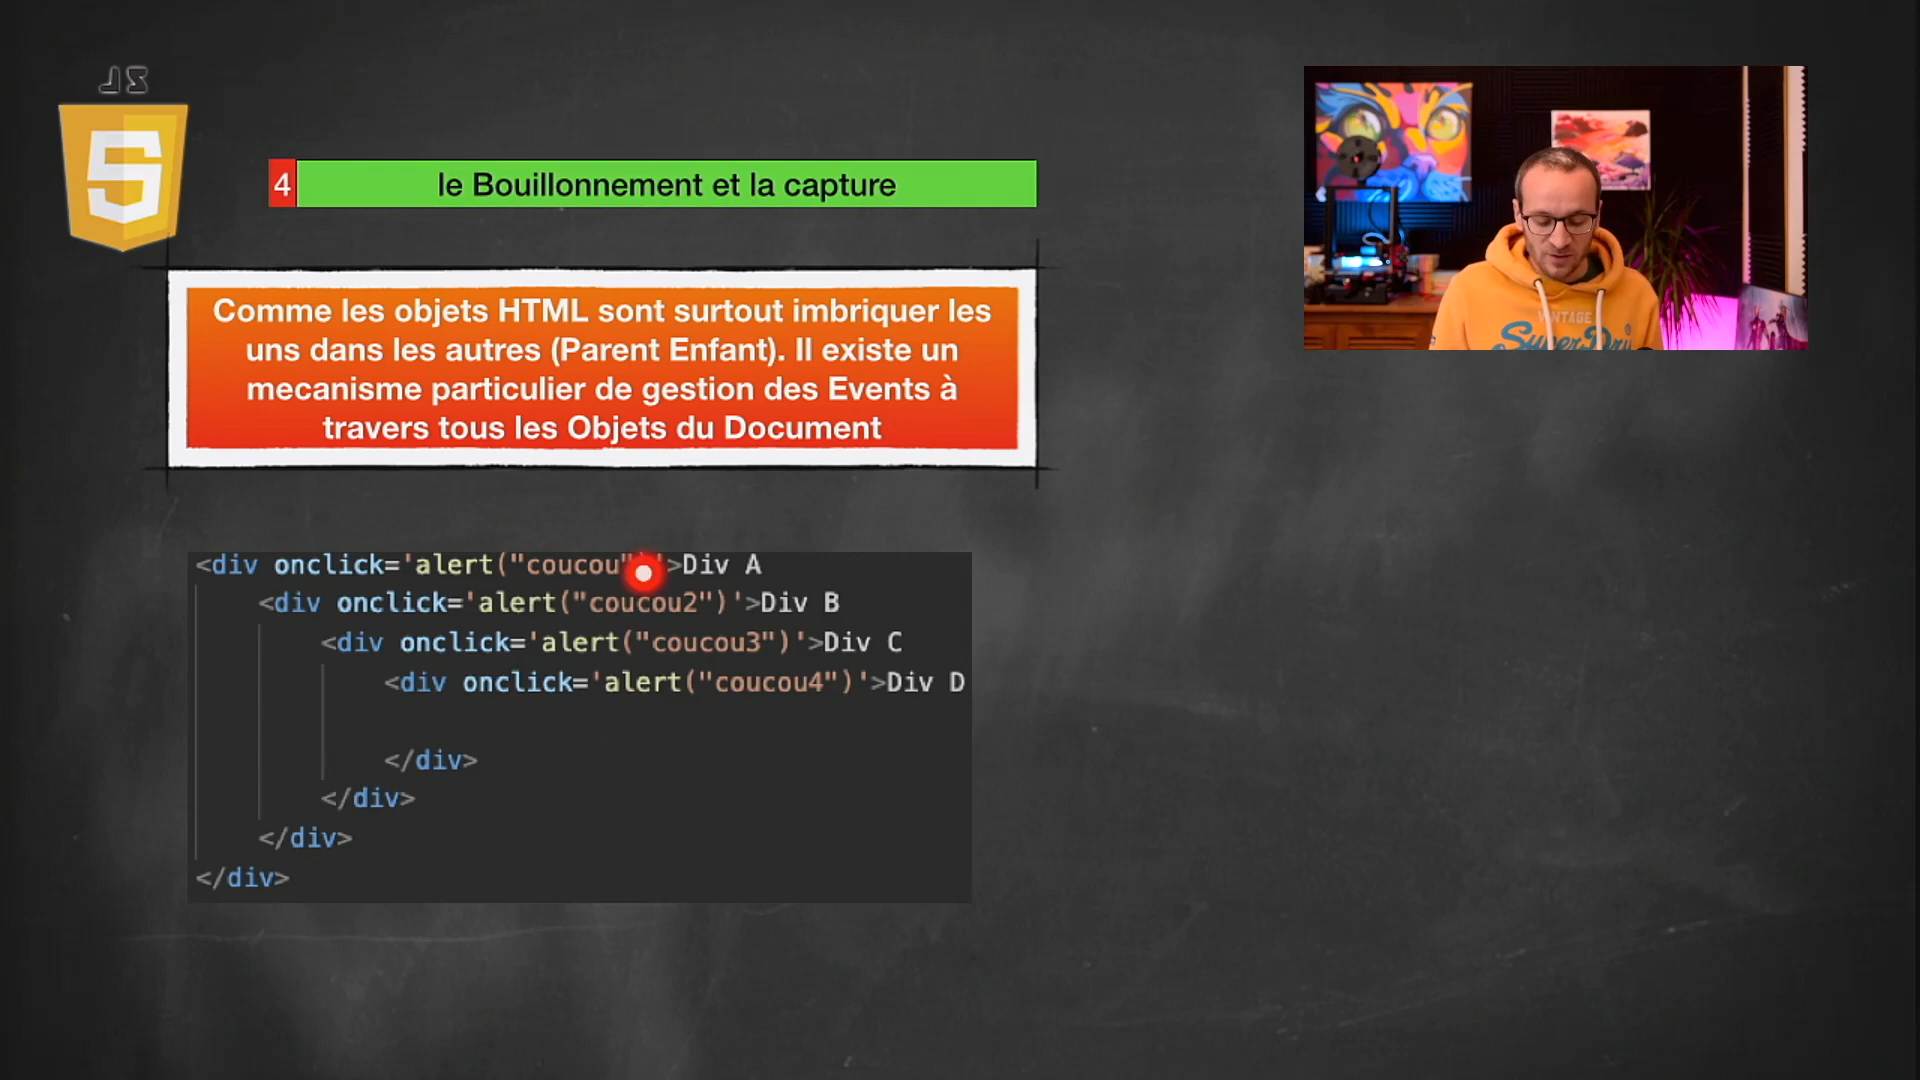 JS
5
4 le Bouillonnement et la capture
Comme les objets HTML sont surtout imbriquer les
uns dans les autres (Parent Enfant). Il existe un
mecanisme particulier de gestion des Events à
travers tous les Objets du Document
<div onclick='alert("coucou")'>Div A
<div onclick='alert("coucou2")'>Div B
<div onclick='alert("coucou3")'>Div C
<div onclick='alert("coucou4")'>Div D
</div>
</div>
</div>
</div>
VINTAGE